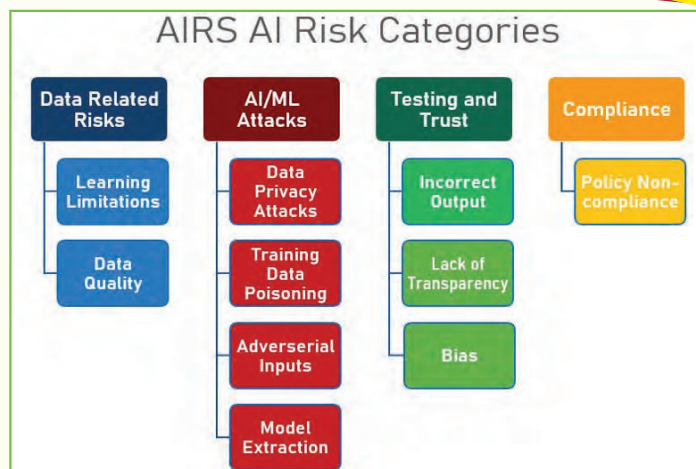 AIRS AI Risk Categories
Data Related
Risks
Learning
Limitations
Data
Quality
AI/ML
Attacks
Data
Privacy
Attacks
Training
Data
Poisoning
Adverserial
Inputs
Model
Extraction
Testing and
Trust
Incorrect
Output
Lack of
Transparency
Bias
Compliance
Policy Non-
compliance